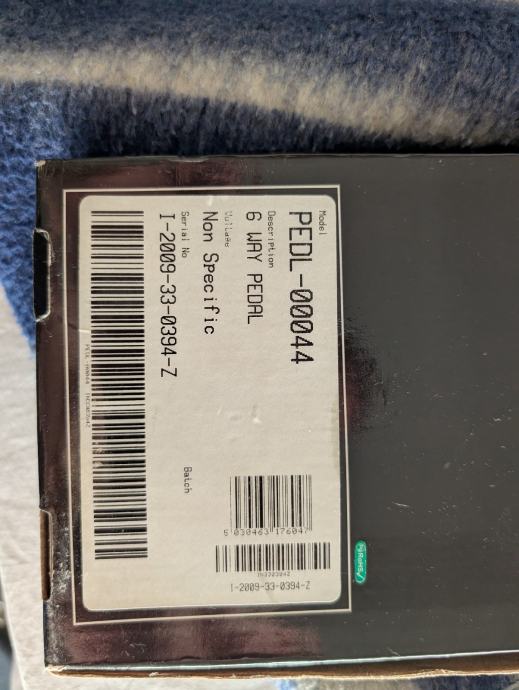 Model
PEDL-00044
Description
6 WAY PEDAL
Voltage
Non Specific
Serial No
I-2009-33-0394-Z
Batch
5 030463 176047
I-2009-33-0394-Z
RoHS